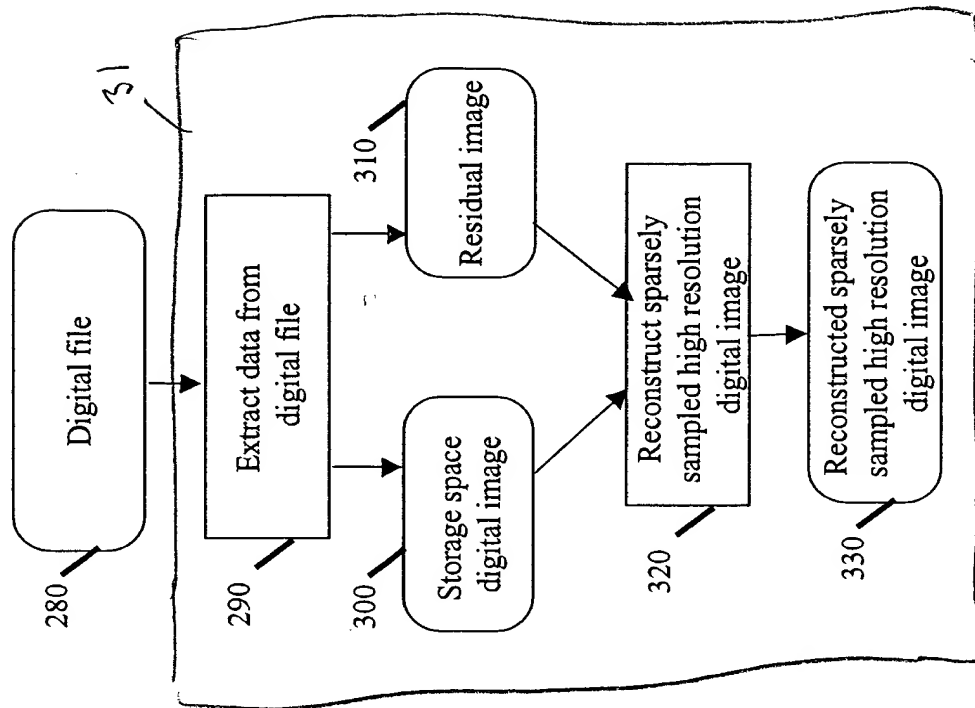 31
280
Digital file
290
Extract data from
digital file
300
Storage space
digital image
310
Residual image
320
Reconstruct sparsely
sampled high resolution
digital image
330
Reconstructed sparsely
sampled high resolution
digital image